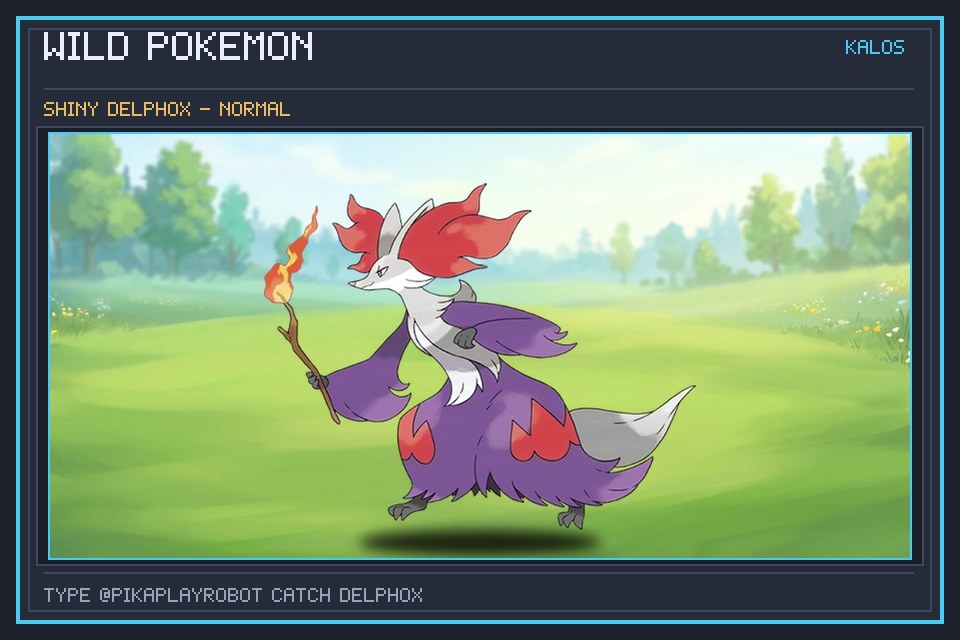 WILD POKEMON
KALOS
SHINY DELPHOX - NORMAL
TYPE @PIKAPLAYROBOT CATCH DELPHOX